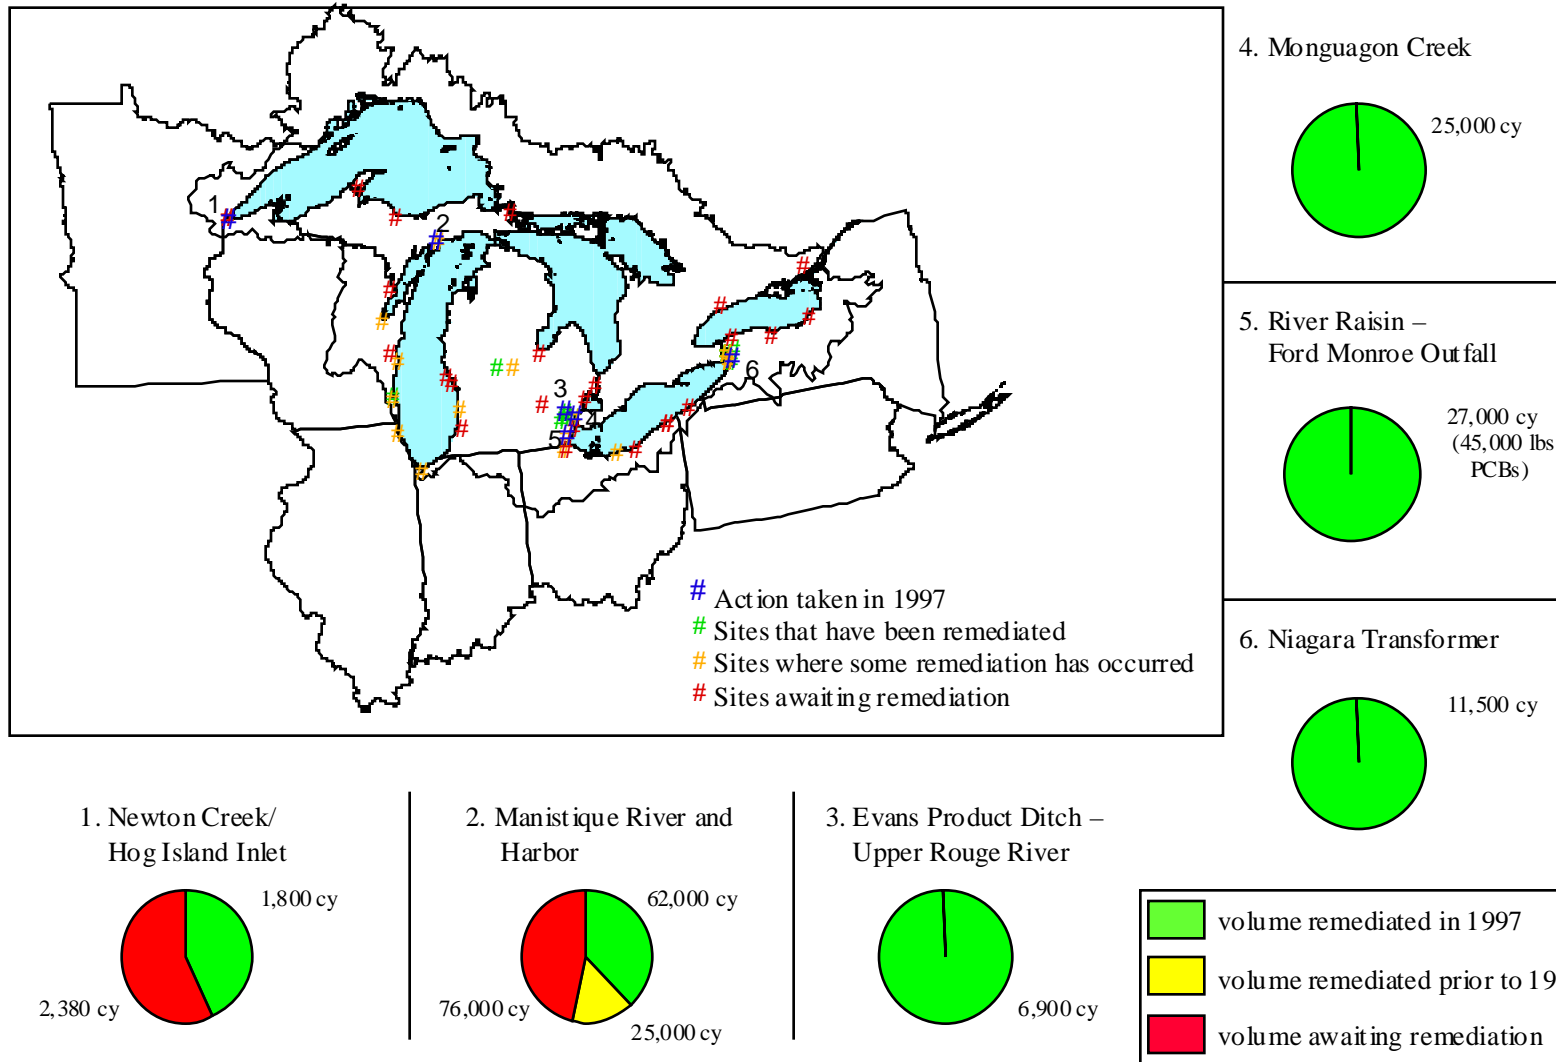 1
2
3
4
5
6
# Action taken in 1997
# Sites that have been remediated
# Sites where some remediation has occurred
# Sites awaiting remediation
4. Monguagon Creek
25,000 cy
5. River Raisin –
Ford Monroe Outfall
27,000 cy
(45,000 lbs
PCBs)
6. Niagara Transformer
11,500 cy
1. Newton Creek/
Hog Island Inlet
1,800 cy
2,380 cy
2. Manistique River and
Harbor
62,000 cy
76,000 cy
25,000 cy
3. Evans Product Ditch –
Upper Rouge River
6,900 cy
volume remediated in 1997
volume remediated prior to 19
volume awaiting remediation